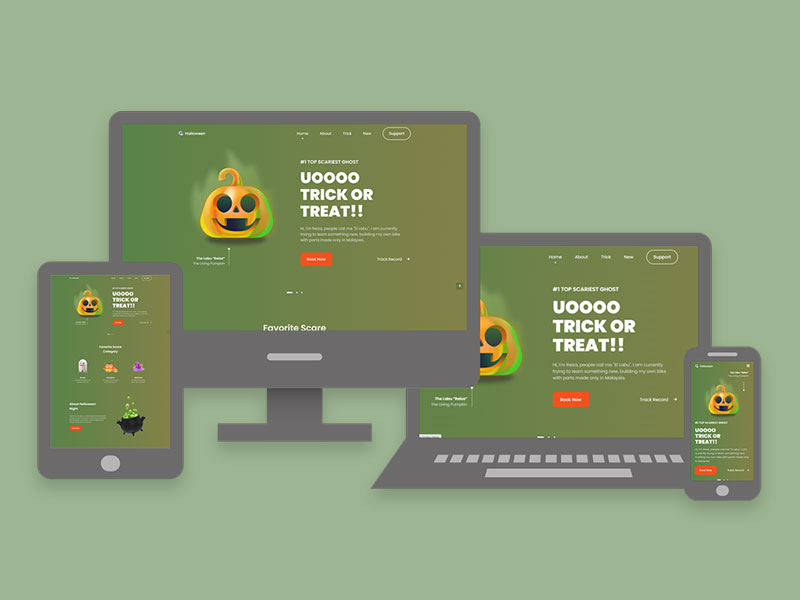 Halloween
Home About Trick New Support
#1 TOP SCARIEST GHOST
UOOOO
TRICK OR
TREAT!!
Hi, I'm Reiza, people call me "El Labu". I am currently
trying to learn something new, building my own bike
with parts made only in Malaysia.
The Labu "Reiza"
The Living Pumpkin
Book Now
Track Record
Favorite Scare
UOOOO
TRICK OR
TREAT!!
Favorite Scare
Category
About Halloween
Night
Home About Trick New Support
#1 TOP SCARIEST GHOST
UOOOO
TRICK OR
TREAT!!
Hi, I'm Reiza, people call me "El Labu". I am currently
trying to learn something new, building my own bike
with parts made only in Malaysia.
The Labu "Reiza"
The Living Pumpkin
Book Now
Track Record
#1 TOP SCARIEST GHOST
UOOOO
TRICK OR
TREAT!!
Book Now
Track Record